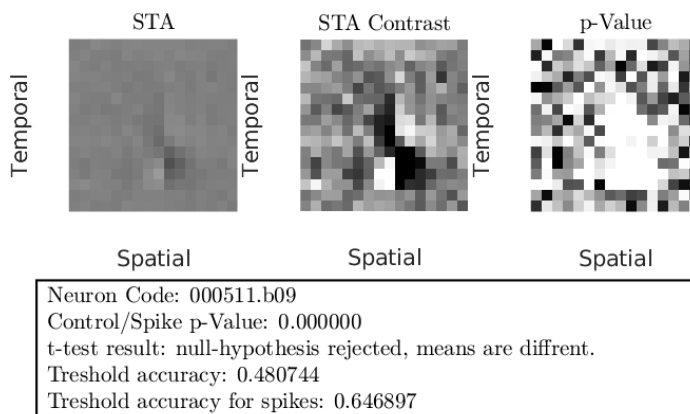 STA
STA Contrast
p-Value
Temporal
Temporal
Temporal
Spatial
Spatial
Spatial
Neuron Code: 000511.b09
Control/Spike p-Value: 0.000000
t-test result: null-hypothesis rejected, means are diffrent.
Treshold accuracy: 0.480744
Treshold accuracy for spikes: 0.646897